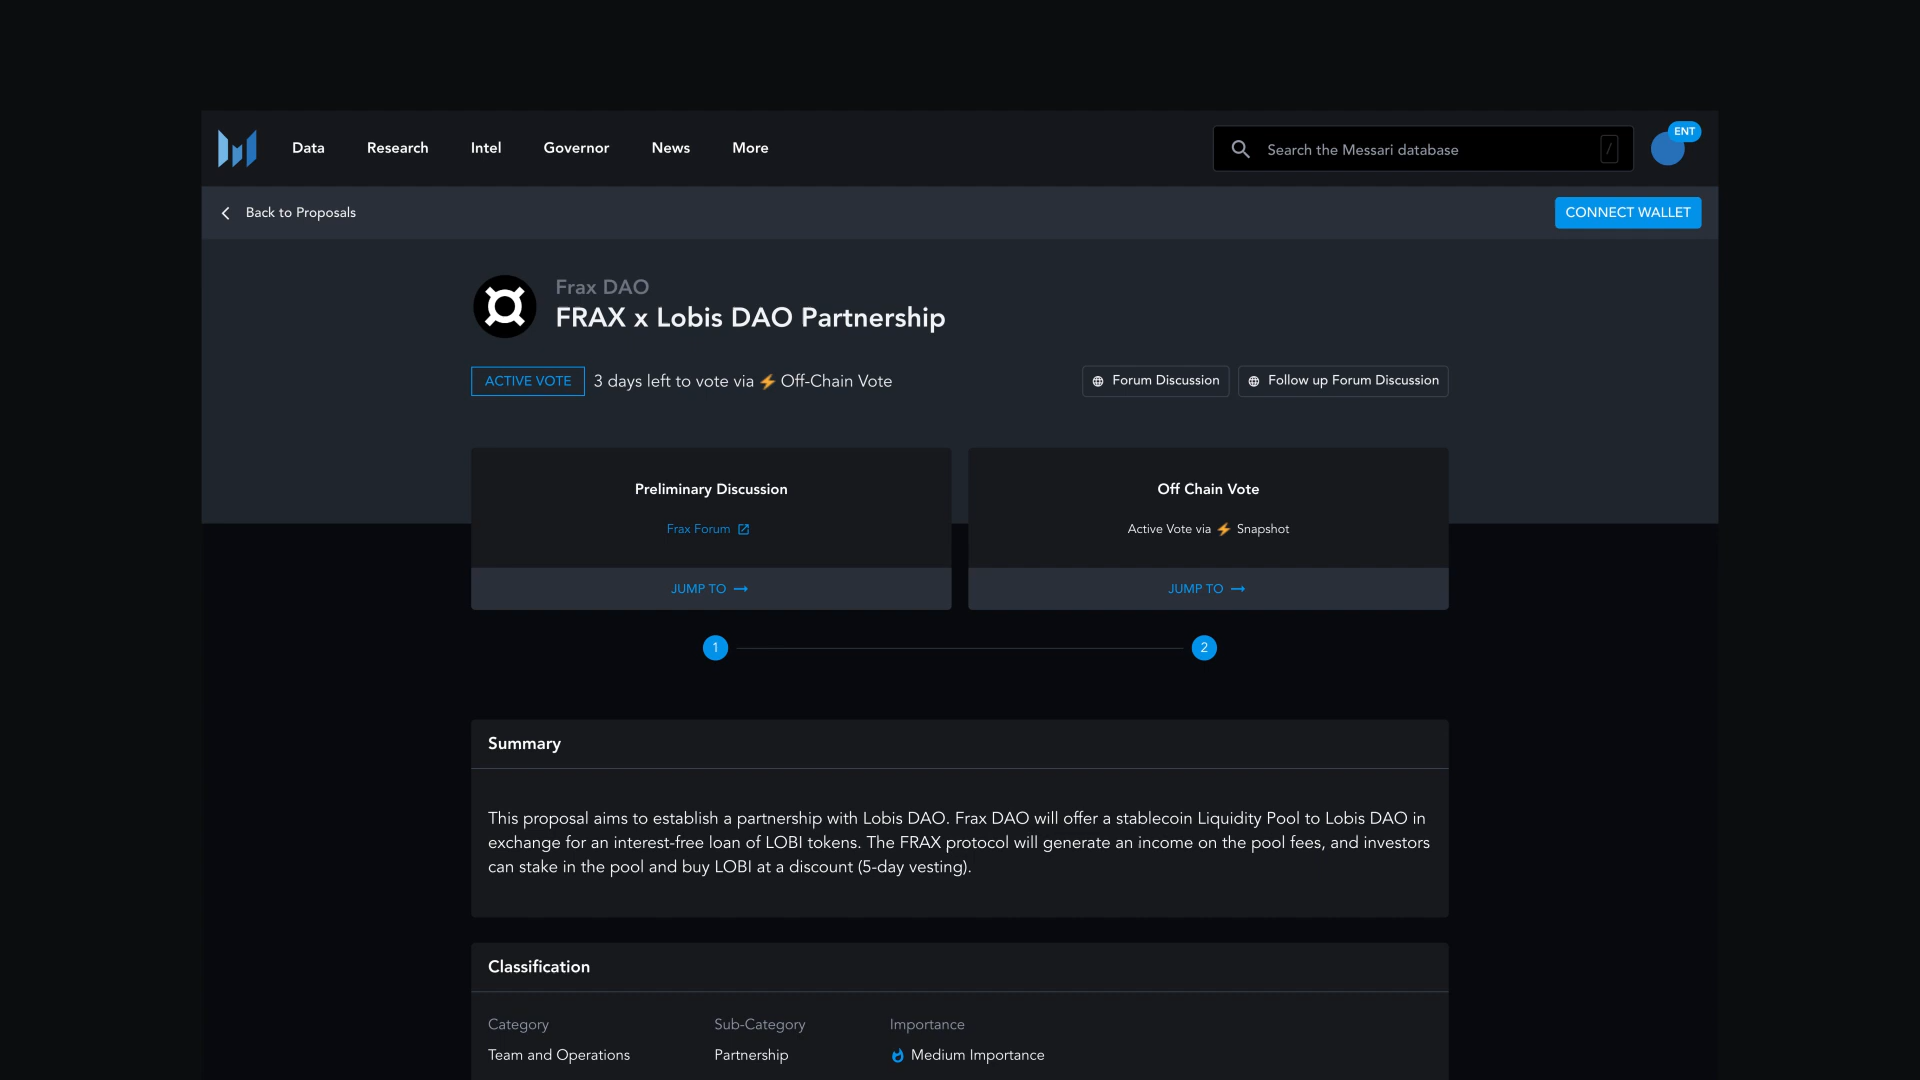 Data Research Intel Governor News More Search the Messari database / ENT
Back to Proposals CONNECT WALLET
Frax DAO
FRAX x Lobis DAO Partnership
ACTIVE VOTE 3 days left to vote via ⚡ Off-Chain Vote Forum Discussion Follow up Forum Discussion
Preliminary Discussion
Frax Forum
JUMP TO →
Off Chain Vote
Active Vote via ⚡ Snapshot
JUMP TO →
1 2
Summary
This proposal aims to establish a partnership with Lobis DAO. Frax DAO will offer a stablecoin Liquidity Pool to Lobis DAO in
exchange for an interest-free loan of LOBI tokens. The FRAX protocol will generate an income on the pool fees, and investors
can stake in the pool and buy LOBI at a discount (5-day vesting).
Classification
Category Sub-Category Importance
Team and Operations Partnership Medium Importance